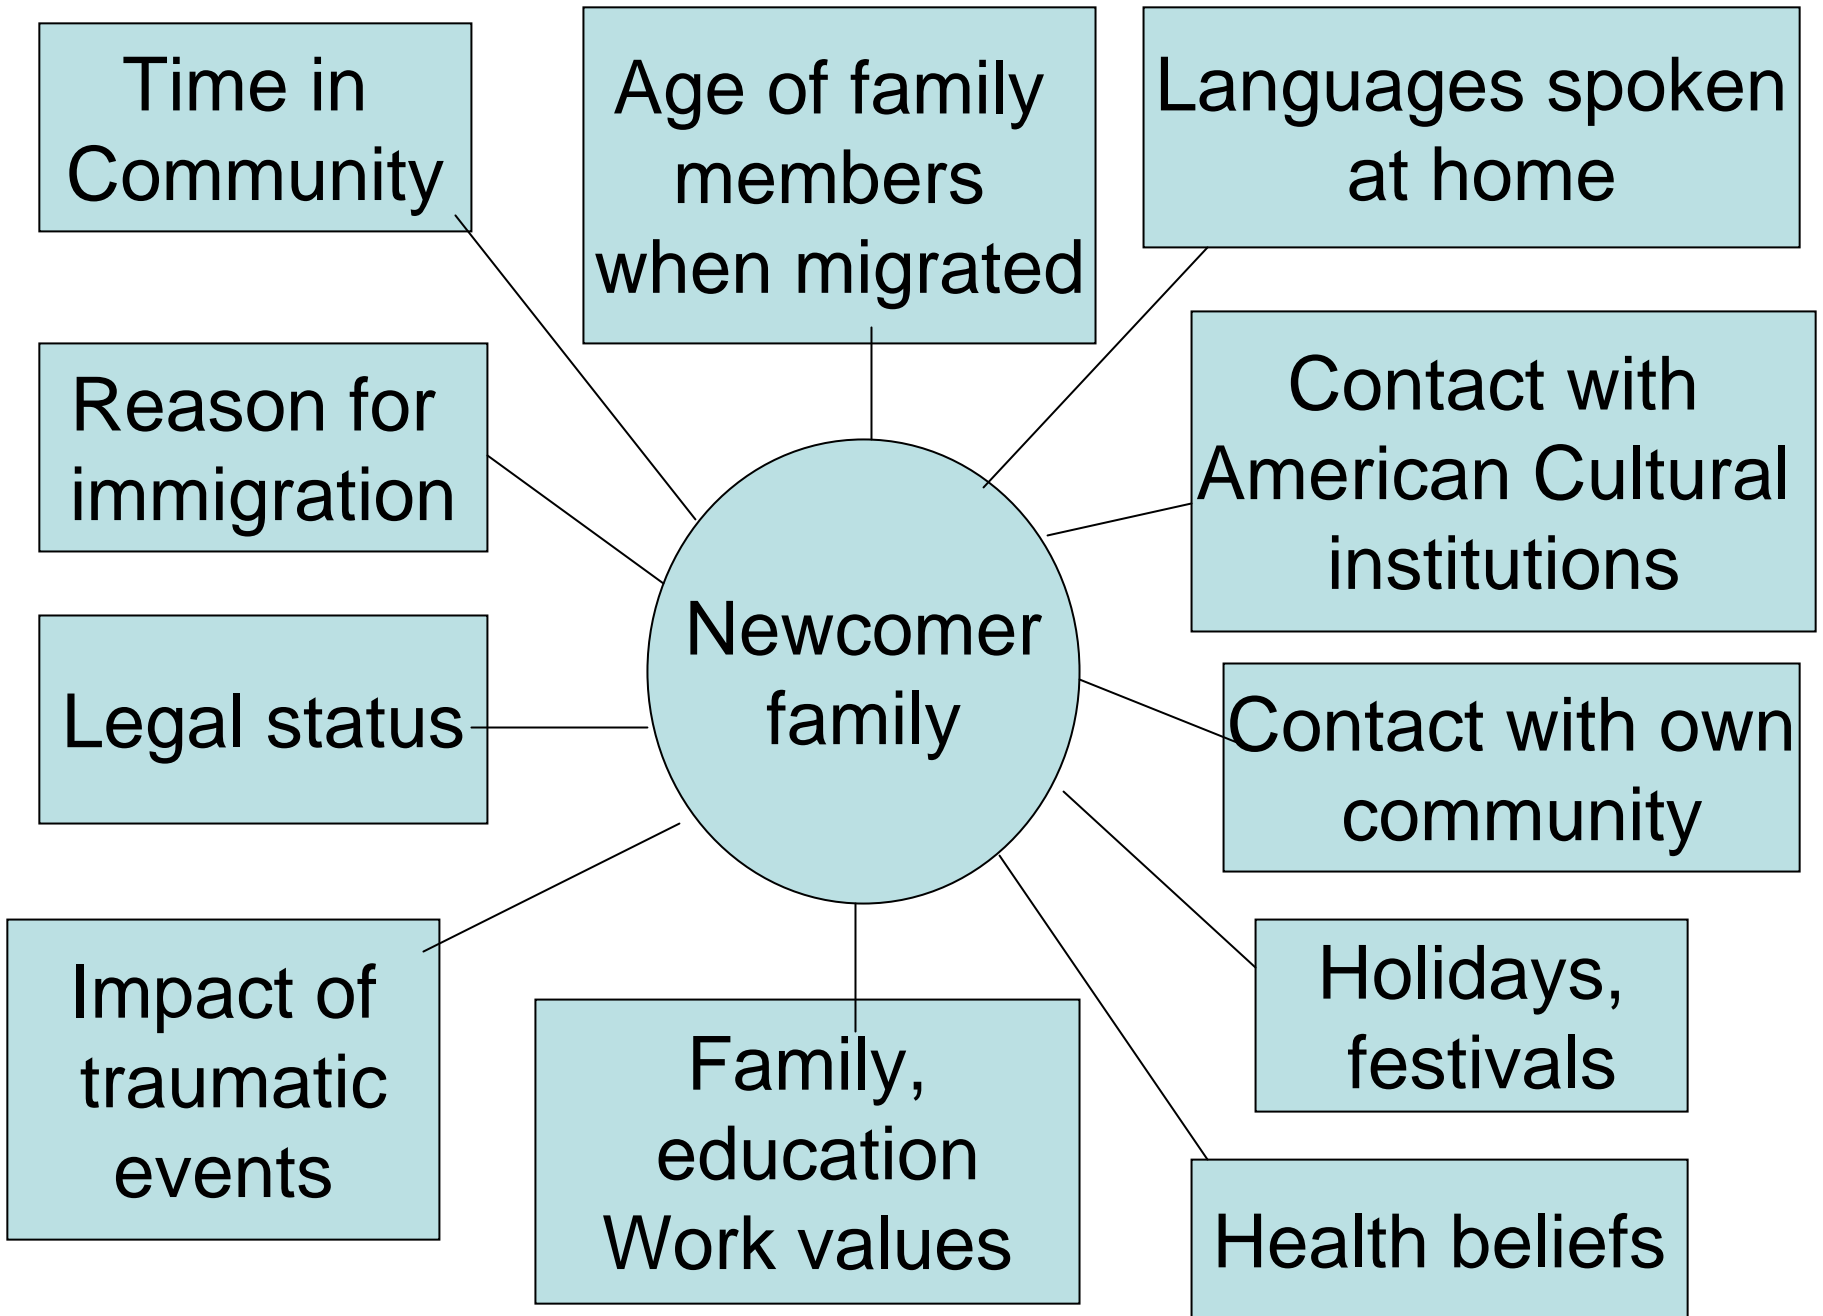 Time in
Community
Age of family
members
when migrated
Languages spoken
at home
Reason for
immigration
Contact with
American Cultural
institutions
Newcomer
family
Legal status
Contact with own
community
Impact of
traumatic
events
Family,
education
Work values
Holidays,
festivals
Health beliefs